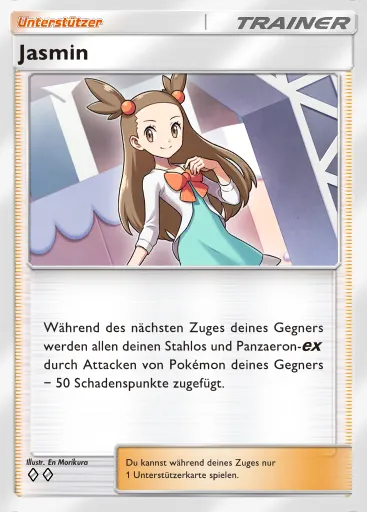 Unterstützer
TRAINER
Jasmin
Während des nächsten Zuges deines Gegners
werden allen deinen Stahlos und Panzaeron-ex
durch Attacken von Pokémon deines Gegners
− 50 Schadenspunkte zugefügt.
Illustr. En Morikura
Du kannst während deines Zuges nur
1 Unterstützerkarte spielen.